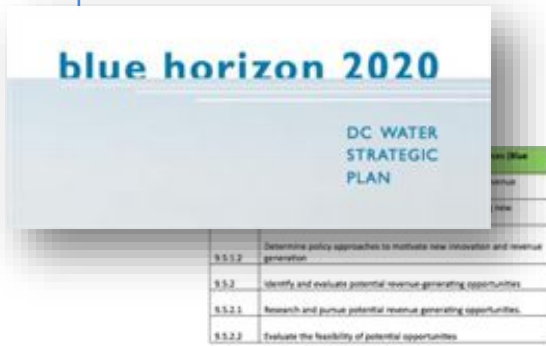 blue horizon 2020
DC WATER
STRATEGIC
PLAN
(Blue
new
9.5.1.2 Determine policy approaches to motivate new innovation and revenue
generation
9.5.2 Identify and evaluate potential revenue-generating opportunities
9.5.2.1 Research and pursue potential revenue generating opportunities.
9.5.2.2 Evaluate the feasibility of potential opportunities